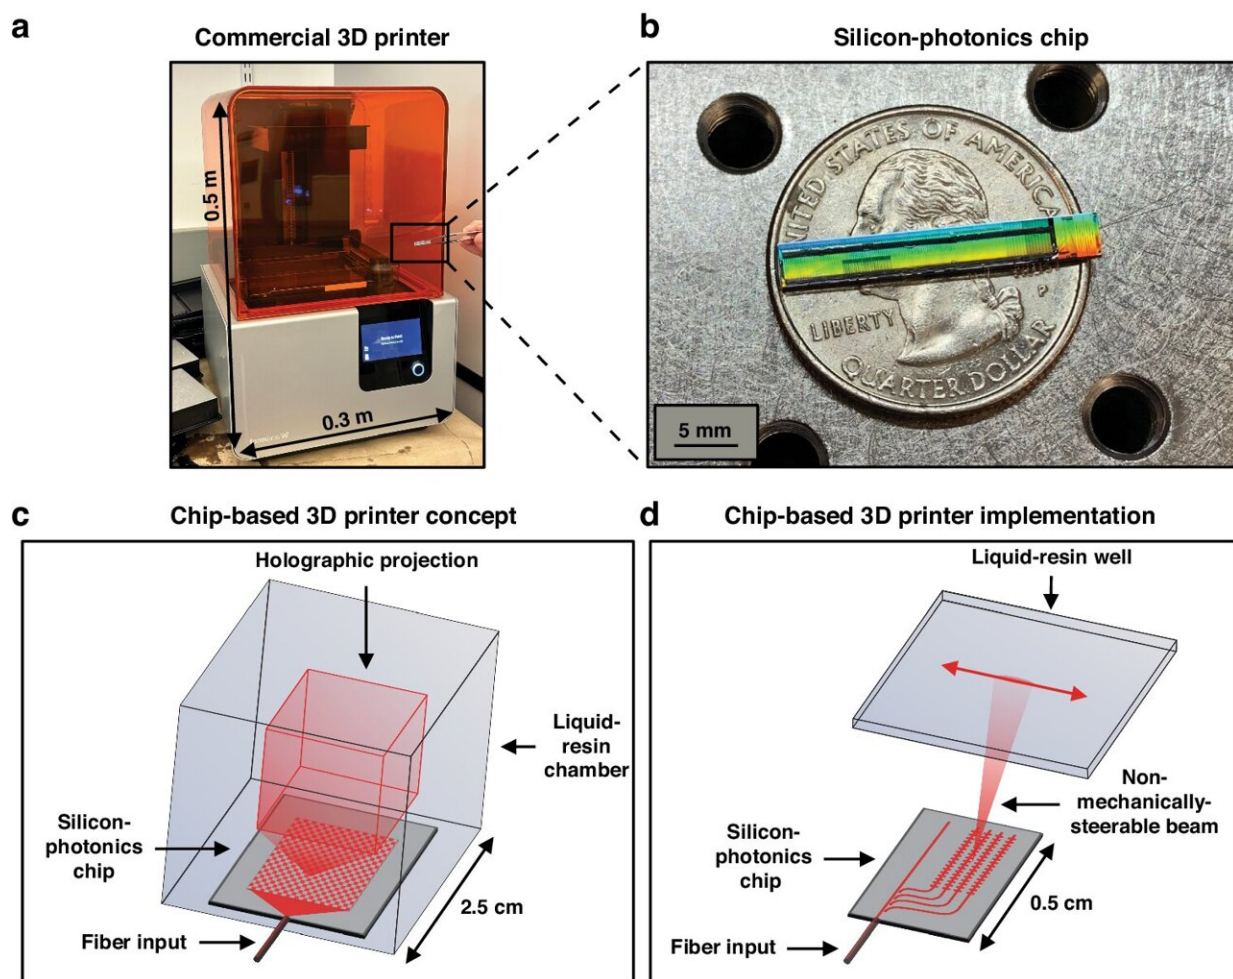 a
Commercial 3D printer
0.5 m
0.3 m
b
Silicon-photonics chip
UNITED STATES OF AMERICA
LIBERTY
P
QUARTER DOLLAR
5 mm
c
Chip-based 3D printer concept
Holographic projection
Liquid-
resin
chamber
Silicon-
photonics
chip
2.5 cm
Fiber input
d
Chip-based 3D printer implementation
Liquid-resin well
Non-
mechanically-
steerable beam
Silicon-
photonics
chip
0.5 cm
Fiber input